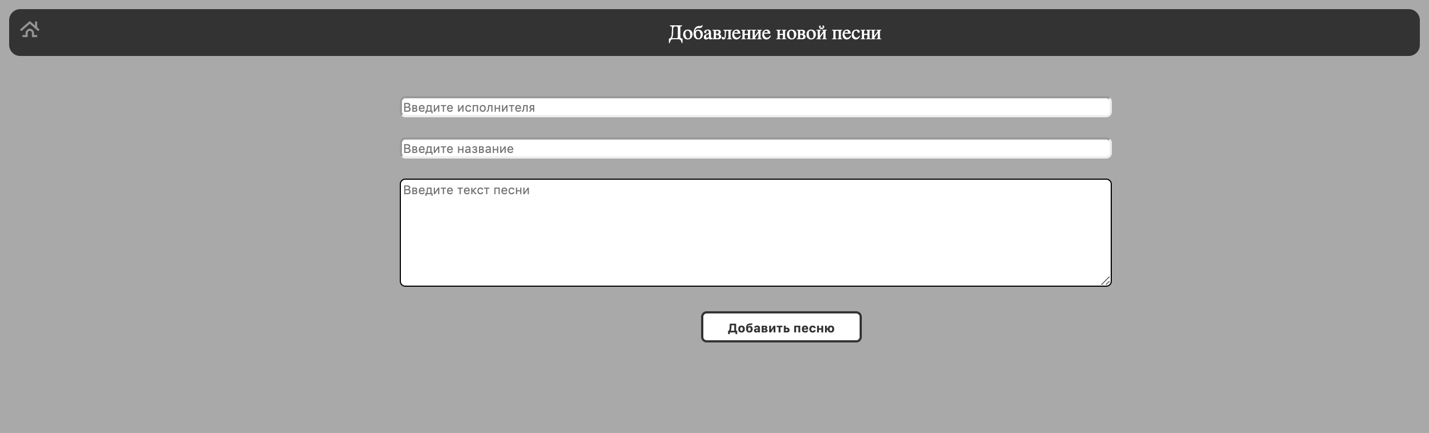 Добавление новой песни
Введите исполнителя
Введите название
Введите текст песни
Добавить песню